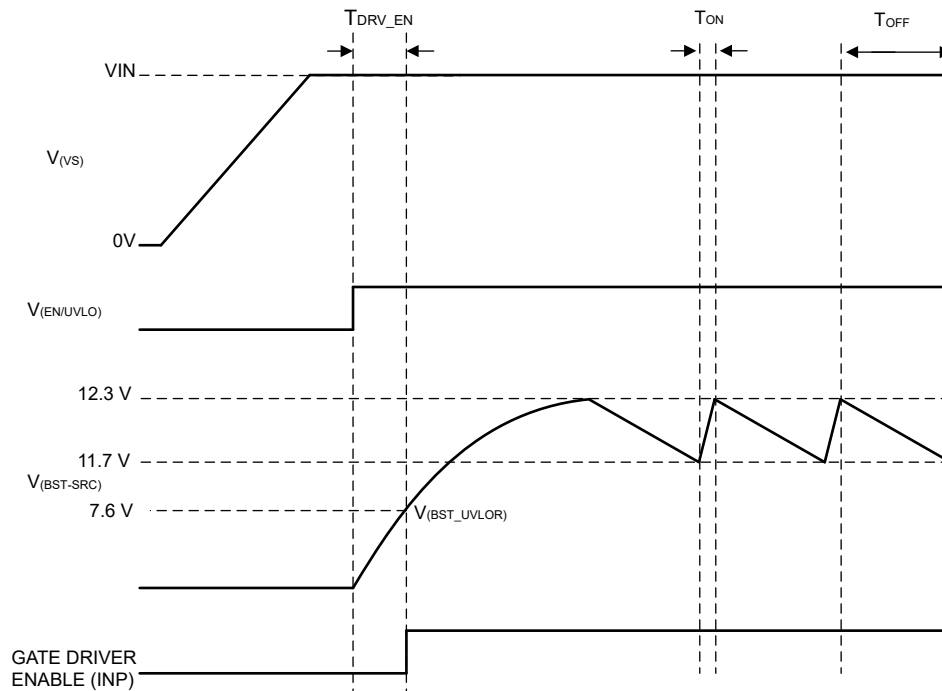 TDRV_EN
TON
TOFF
VIN
V(VS)
0V
V(EN/UVLO)
12.3 V
11.7 V
V(BST-SRC)
7.6 V
V(BST_UVLOR)
GATE DRIVER
ENABLE (INP)